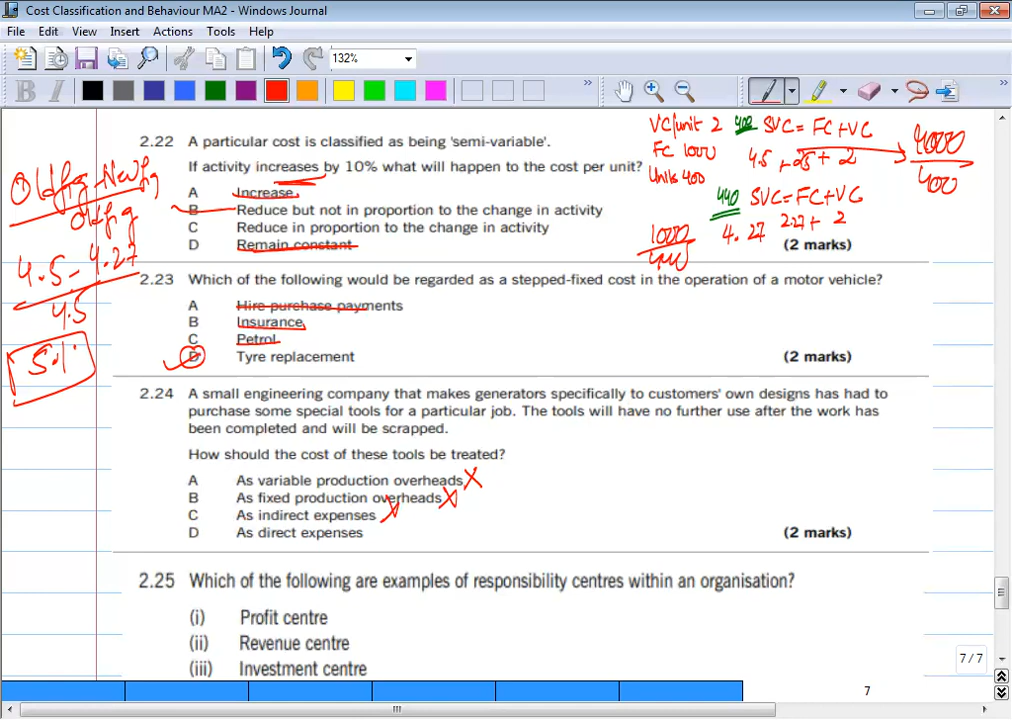 Cost Classification and Behaviour MA2 - Windows Journal
File Edit View Insert Actions Tools Help
132%
B I
2.22 A particular cost is classified as being 'semi-variable'.
If activity increases by 10% what will happen to the cost per unit?
A Increase
B Reduce but not in proportion to the change in activity
C Reduce in proportion to the change in activity
D Remain constant (2 marks)
VC/unit 2
FC 1000
Units 400
400 SVC = FC + VC
4.5 , 2.5 + 2
4000
400
440 SVC = FC + VC
4.27 2.27 + 2
1000
440
Oldfig - Newfig
Oldfig
4.5 - 4.27
4.5
5%
2.23 Which of the following would be regarded as a stepped-fixed cost in the operation of a motor vehicle?
A Hire purchase payments
B Insurance
C Petrol
D Tyre replacement (2 marks)
2.24 A small engineering company that makes generators specifically to customers' own designs has had to
purchase some special tools for a particular job. The tools will have no further use after the work has
been completed and will be scrapped.
How should the cost of these tools be treated?
A As variable production overheads X
B As fixed production overheads X
C As indirect expenses X
D As direct expenses (2 marks)
2.25 Which of the following are examples of responsibility centres within an organisation?
(i) Profit centre
(ii) Revenue centre
(iii) Investment centre
7/7
7